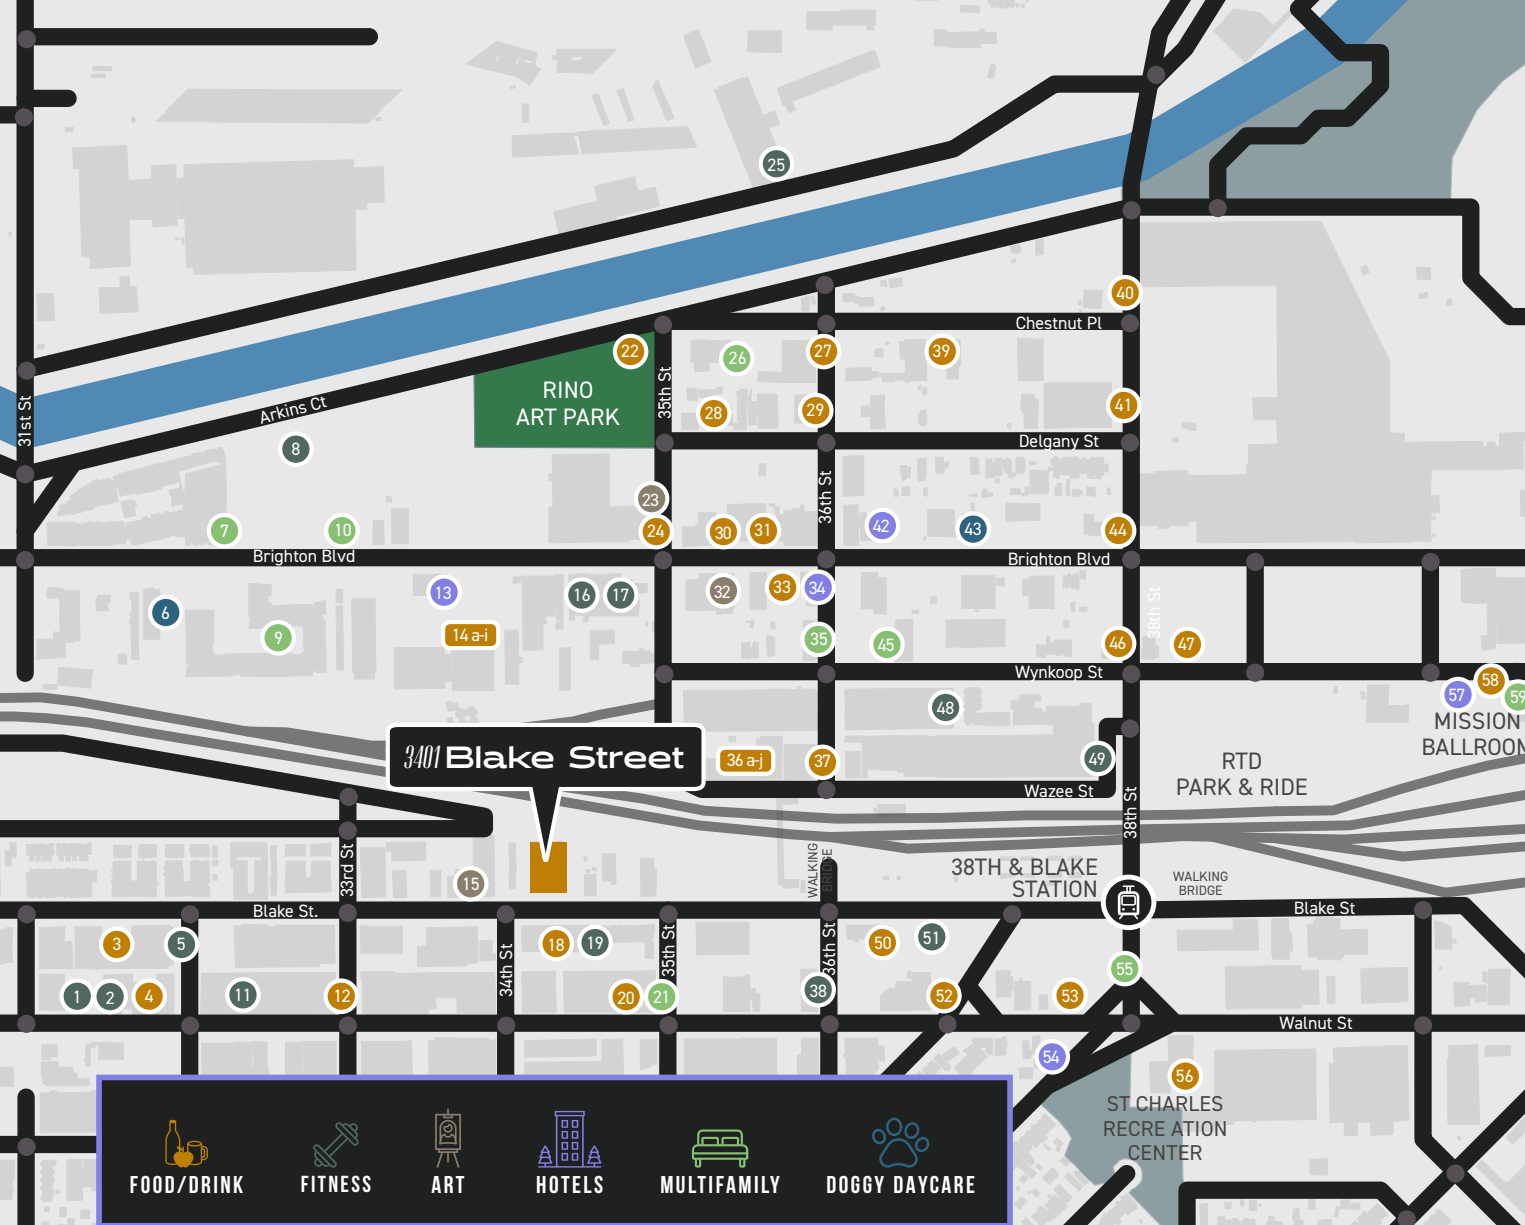 25
40
Chestnut Pl
22
26
27
39
RINO
ART PARK
35th St
28
29
41
31st St
Arkins Ct
8
Delgany St
23
36th St
7
10
24
30
31
42
43
44
Brighton Blvd
Brighton Blvd
6
13
16
17
32
33
34
38th St
9
14 a-i
35
45
46
47
Wynkoop St
57
58
59
48
MISSION
BALLROOM
3401 Blake Street
36 a-j
37
49
RTD
PARK & RIDE
Wazee St
38th St
33rd St
15
WALKING
BRIDGE
38TH & BLAKE
STATION
WALKING
BRIDGE
Blake St.
Blake St
3
5
34th St
18
19
35th St
36th St
50
51
55
1
2
4
11
12
20
21
38
52
53
Walnut St
54
56
ST CHARLES
RECRE ATION
CENTER
FOOD/DRINK
FITNESS
ART
HOTELS
MULTIFAMILY
DOGGY DAYCARE